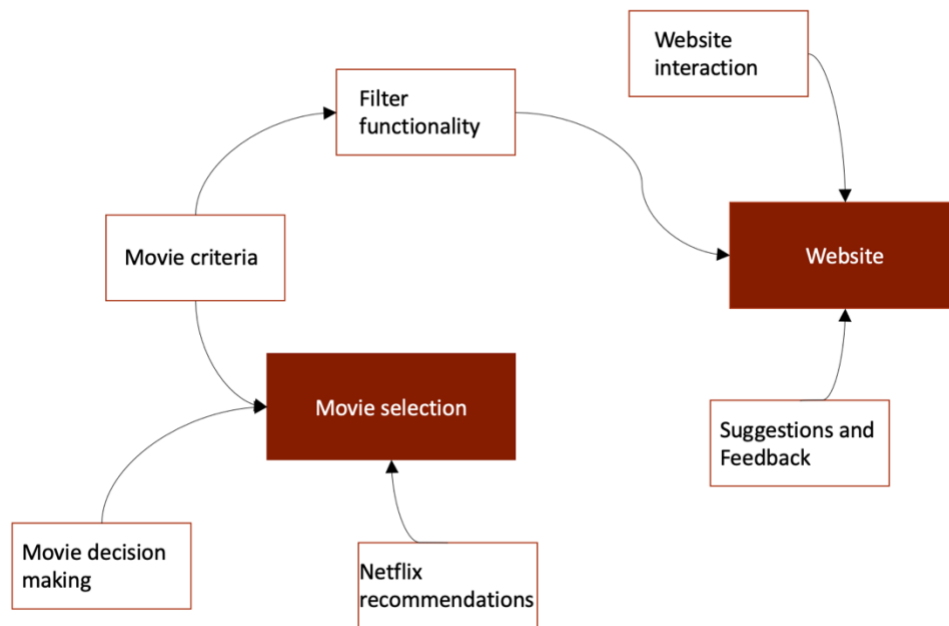 Website
interaction
Filter
functionality
Movie criteria
Website
Movie selection
Suggestions and
Feedback
Movie decision
making
Netflix
recommendations